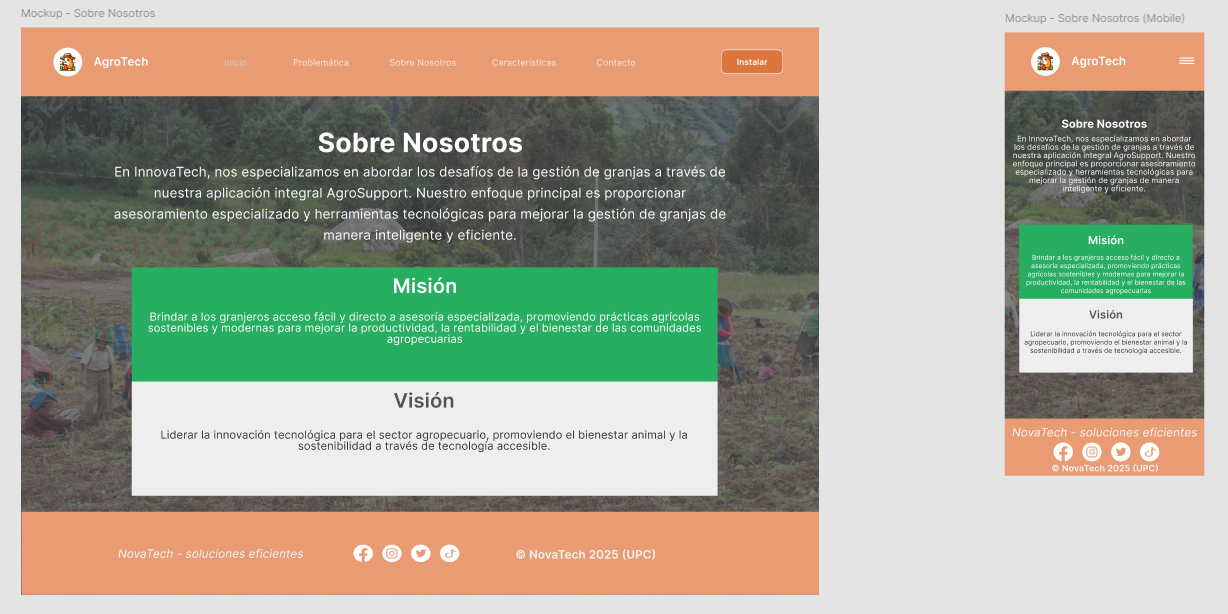 Mockup - Sobre Nosotros
AgroTech
Inicio
Problemática
Sobre Nosotros
Características
Contacto
Instalar
Sobre Nosotros
En InnovaTech, nos especializamos en abordar los desafíos de la gestión de granjas a través de
nuestra aplicación integral AgroSupport. Nuestro enfoque principal es proporcionar
asesoramiento especializado y herramientas tecnológicas para mejorar la gestión de granjas de
manera inteligente y eficiente.
Misión
Brindar a los granjeros acceso fácil y directo a asesoría especializada, promoviendo prácticas agrícolas
sostenibles y modernas para mejorar la productividad, la rentabilidad y el bienestar de las comunidades
agropecuarias
Visión
Liderar la innovación tecnológica para el sector agropecuario, promoviendo el bienestar animal y la
sostenibilidad a través de tecnología accesible.
NovaTech - soluciones eficientes
© NovaTech 2025 (UPC)
Mockup - Sobre Nosotros (Mobile)
AgroTech
Sobre Nosotros
En InnovaTech, nos especializamos en abordar
los desafíos de la gestión de granjas a través de
nuestra aplicación integral AgroSupport. Nuestro
enfoque principal es proporcionar asesoramiento
especializado y herramientas tecnológicas para
mejorar la gestión de granjas de manera
inteligente y eficiente.
Misión
Brindar a los granjeros acceso fácil y directo a
asesoría especializada, promoviendo prácticas
agrícolas sostenibles y modernas para mejorar la
productividad, la rentabilidad y el bienestar de las
comunidades agropecuarias
Visión
Liderar la innovación tecnológica para el sector
agropecuario, promoviendo el bienestar animal y la
sostenibilidad a través de tecnología accesible.
NovaTech - soluciones eficientes
© NovaTech 2025 (UPC)